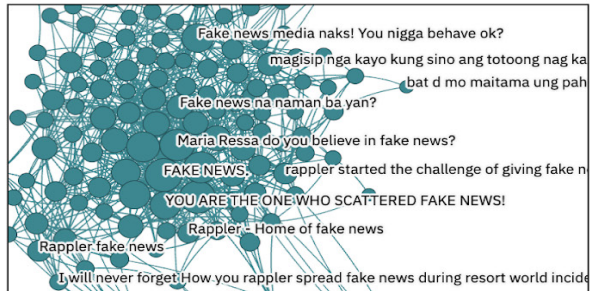 Fake news media naks! You nigga behave ok?
magisip nga kayo kung sino ang totoong nag ka
bat d mo maitama ung pah
Fake news na naman ba yan?
Maria Ressa do you believe in fake news?
FAKE NEWS.
rappler started the challenge of giving fake n
YOU ARE THE ONE WHO SCATTERED FAKE NEWS!
Rappler - Home of fake news
Rappler fake news
I will never forget How you rappler spread fake news during resort world incide